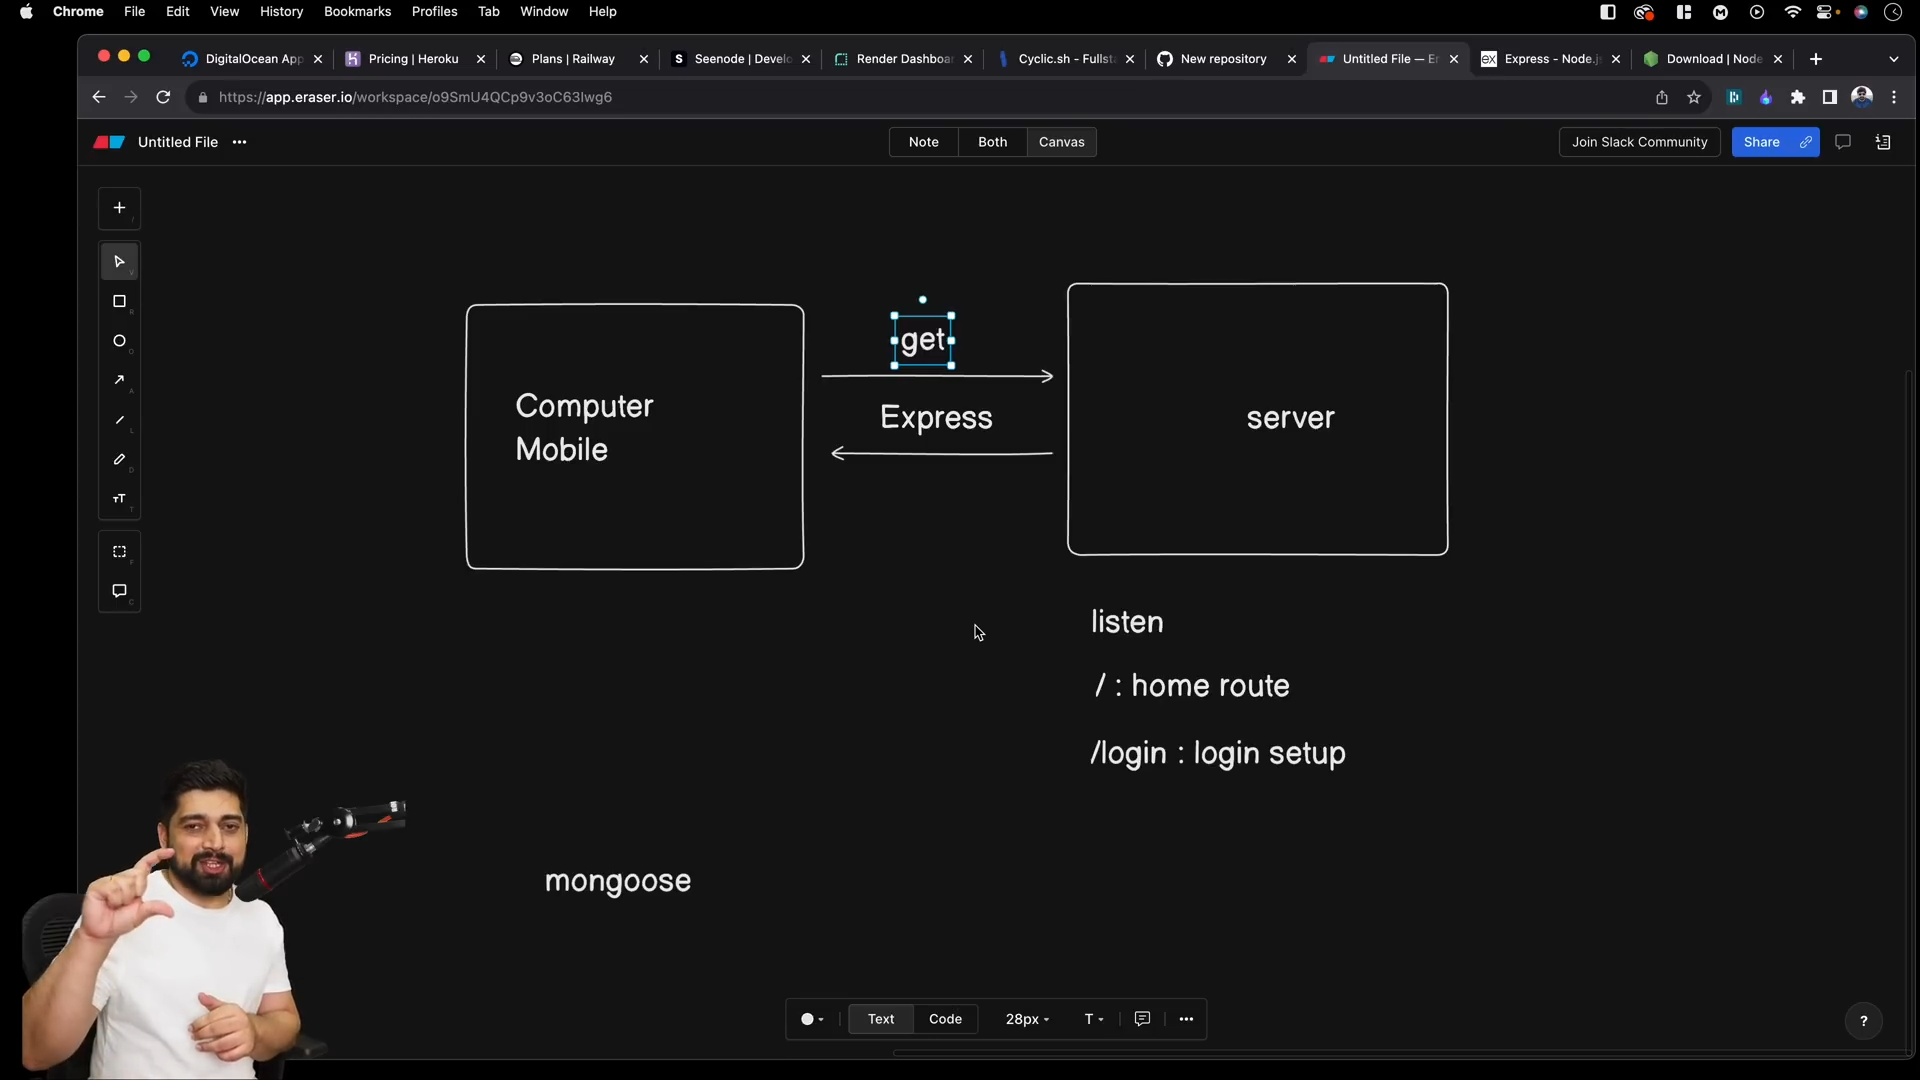 Chrome File Edit View History Bookmarks Profiles Tab Window Help
DigitalOcean App
Pricing | Heroku
Plans | Railway
Seenode | Develo
Render Dashboa
Cyclic.sh - Fullsta
New repository
Untitled File — Er
Express - Node.j
Download | Node
https://app.eraser.io/workspace/o9SmU4QCp9v3oC63Iwg6
Untitled File
Note Both Canvas
Join Slack Community
Share
get
Computer
Mobile
Express
server
listen
/ : home route
/login : login setup
mongoose
Text Code 28px T
?